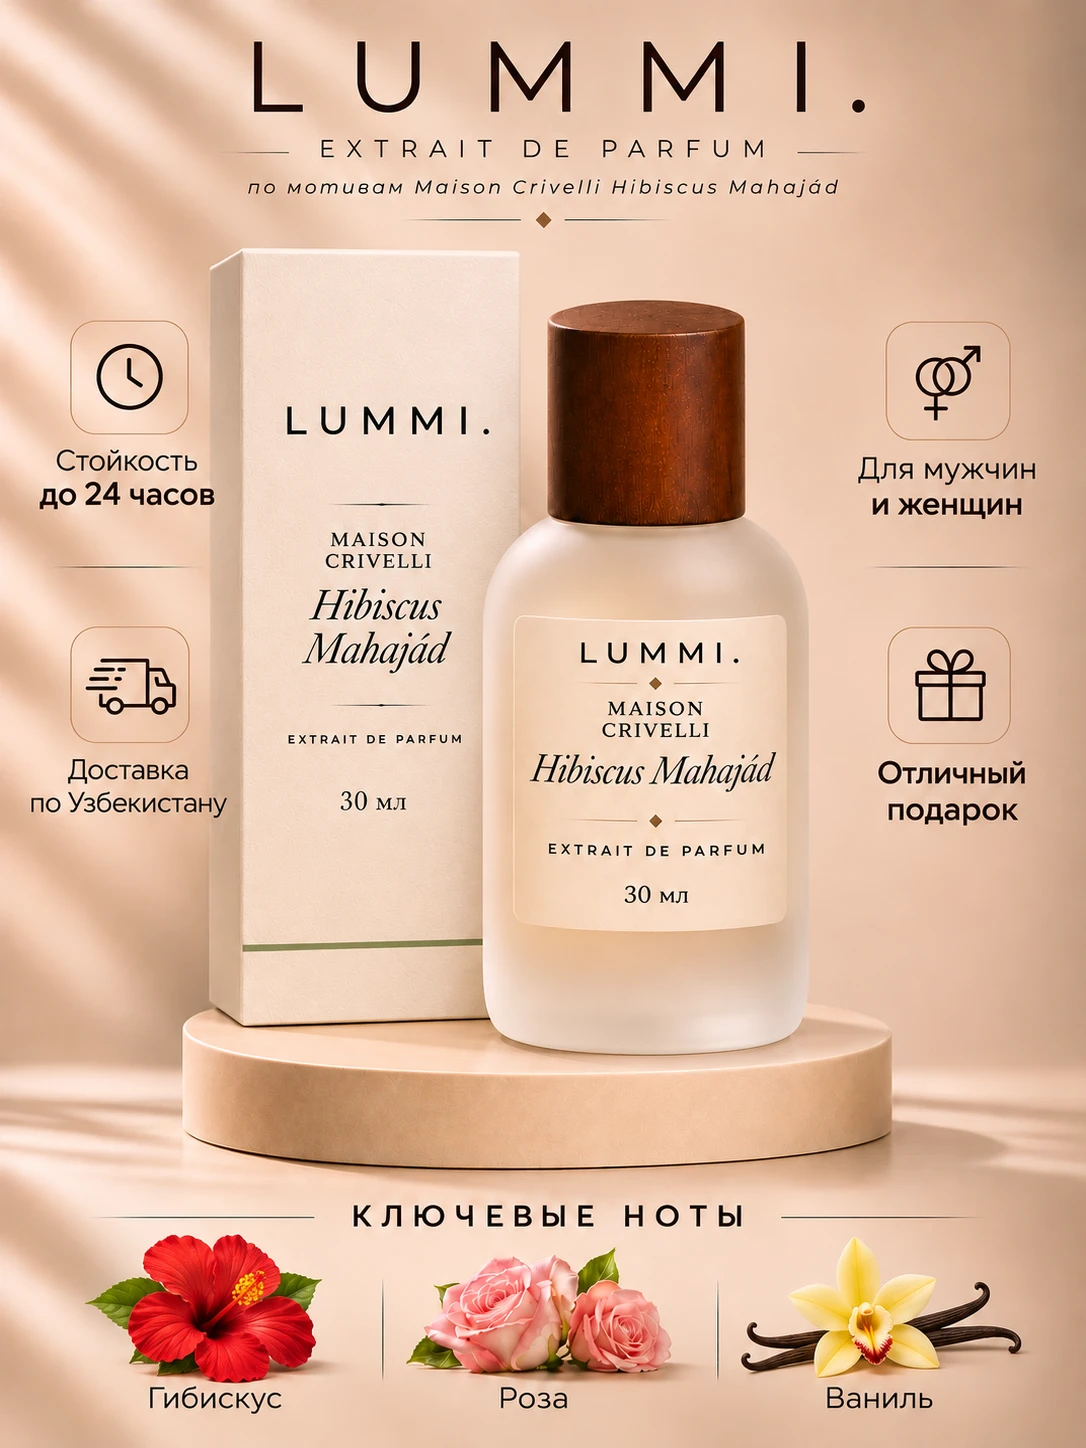 LUMMI.
EXTRAIT DE PARFUM
по мотивам Maison Crivelli Hibiscus Mahajád
Стойкость
до 24 часов
Доставка
по Узбекистану
LUMMI.
MAISON
CRIVELLI
Hibiscus
Mahajád
EXTRAIT DE PARFUM
30 мл
LUMMI.
MAISON
CRIVELLI
Hibiscus Mahajád
EXTRAIT DE PARFUM
30 мл
Для мужчин
и женщин
Отличный
подарок
КЛЮЧЕВЫЕ НОТЫ
Гибискус
Роза
Ваниль